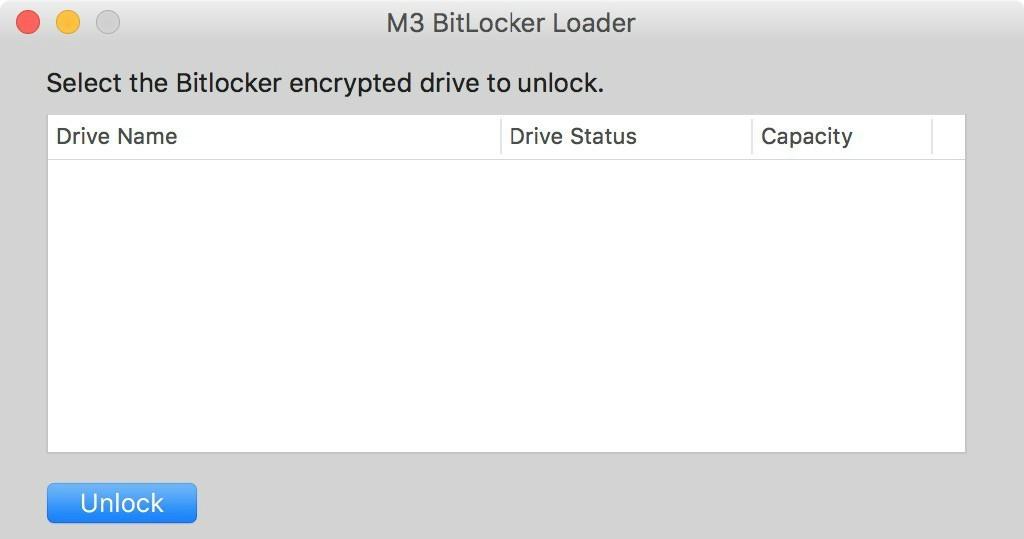 M3 BitLocker Loader
Select the Bitlocker encrypted drive to unlock.
Drive Name Drive Status Capacity
Unlock